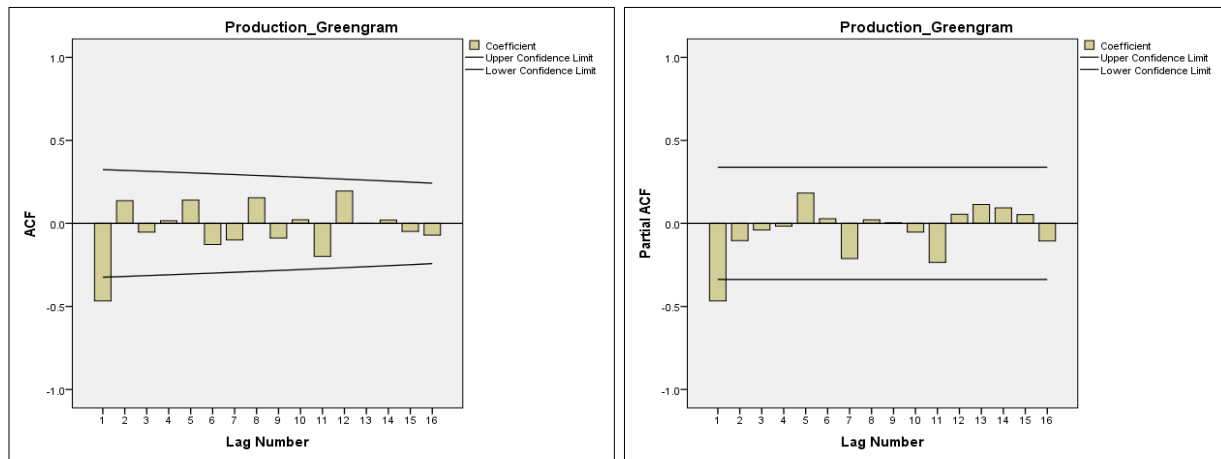 Production_Greengram
Coefficient
Upper Confidence Limit
Lower Confidence Limit
1.0
0.5
0.0
-0.5
-1.0
ACF
1 2 3 4 5 6 7 8 9 10 11 12 13 14 15 16
Lag Number
Production_Greengram
Coefficient
Upper Confidence Limit
Lower Confidence Limit
1.0
0.5
0.0
-0.5
-1.0
Partial ACF
1 2 3 4 5 6 7 8 9 10 11 12 13 14 15 16
Lag Number